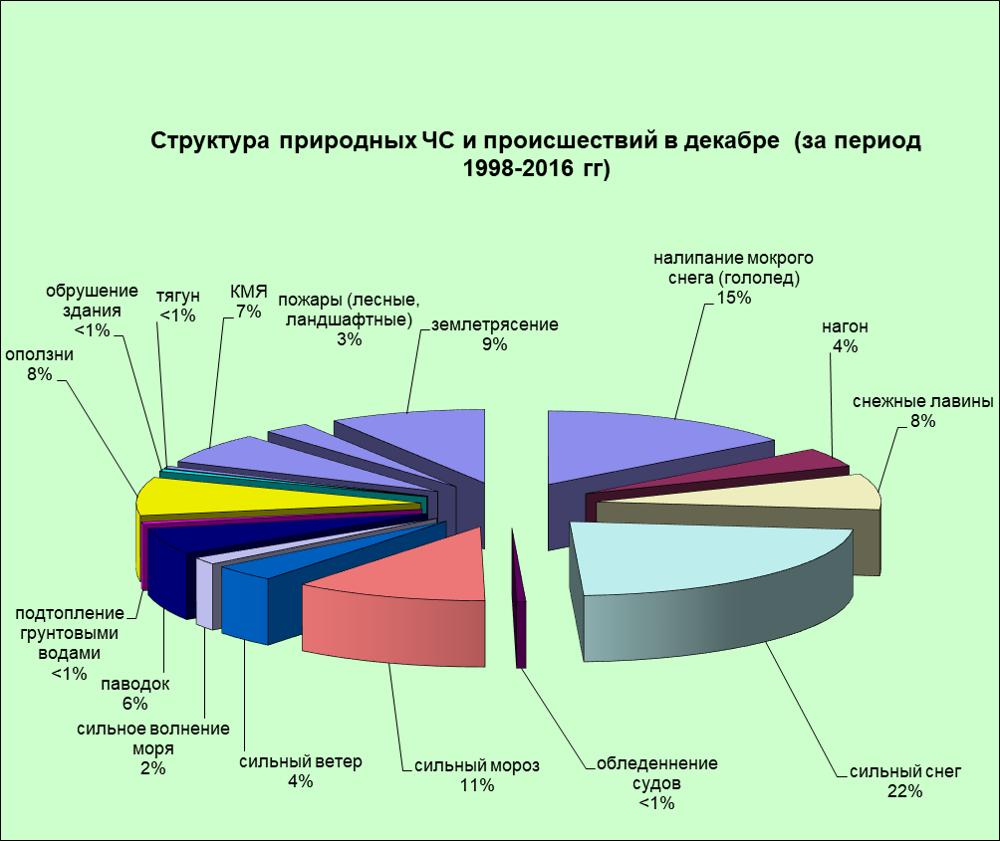 Структура природных ЧС и происшествий в декабре (за период
1998-2016 гг)
налипание мокрого
снега (гололед)
15%
нагон
4%
снежные лавины
8%
сильный снег
22%
обледеннение
судов
<1%
сильный мороз
11%
сильный ветер
4%
сильное волнение
моря
2%
паводок
6%
подтопление
грунтовыми
водами
<1%
оползни
8%
обрушение
здания
<1%
тягун
<1%
КМЯ
7%
пожары (лесные,
ландшафтные)
3%
землетрясение
9%